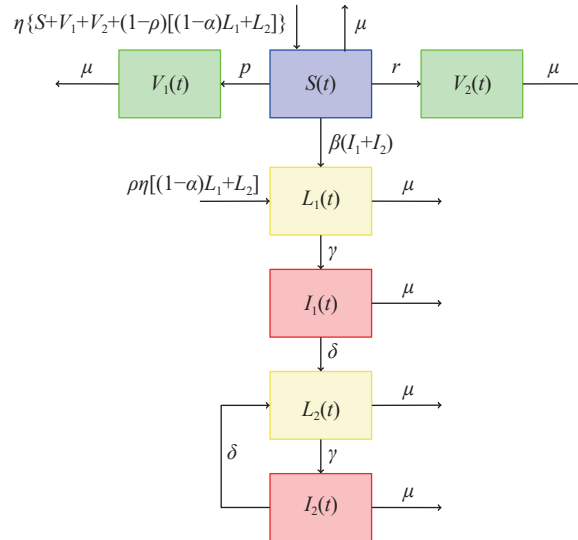 η{S+V₁+V₂+(1−ρ)[(1−α)L₁+L₂]} μ
μ V₁(t) p S(t) r V₂(t) μ
β(I₁+I₂)
ρη[(1−α)L₁+L₂] L₁(t) μ
γ
I₁(t) μ
δ
L₂(t) μ
δ γ
I₂(t) μ